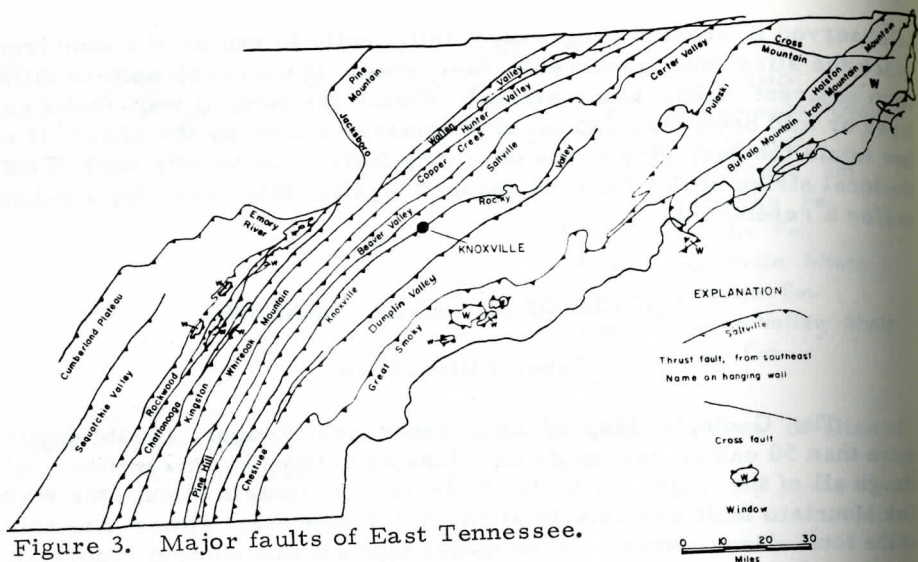 Pine Mountain
Jacksboro
Wallen Valley
Hunter Valley
Copper Creek
Saltville
Carter Valley
Pulaski
Cross Mountain
Holston Mountain
Iron Mountain
Buffalo Mountain
W
W
W
W
Rocky Valley
Emory River
W
W
W
W
Beaver Valley
KNOXVILLE
Knoxville
Dumplin Valley
Great Smoky
W
W
W
W
Cumberland Plateau
Sequatchie Valley
Rockwood
Chattanooga
Kingston
Whiteoak Mountain
Pine Hill
Chestuee
EXPLANATION
Saltville
Thrust fault, from southeast
Name on hanging wall
Cross fault
W
Window
0 10 20 30
Miles
Figure 3. Major faults of East Tennessee.